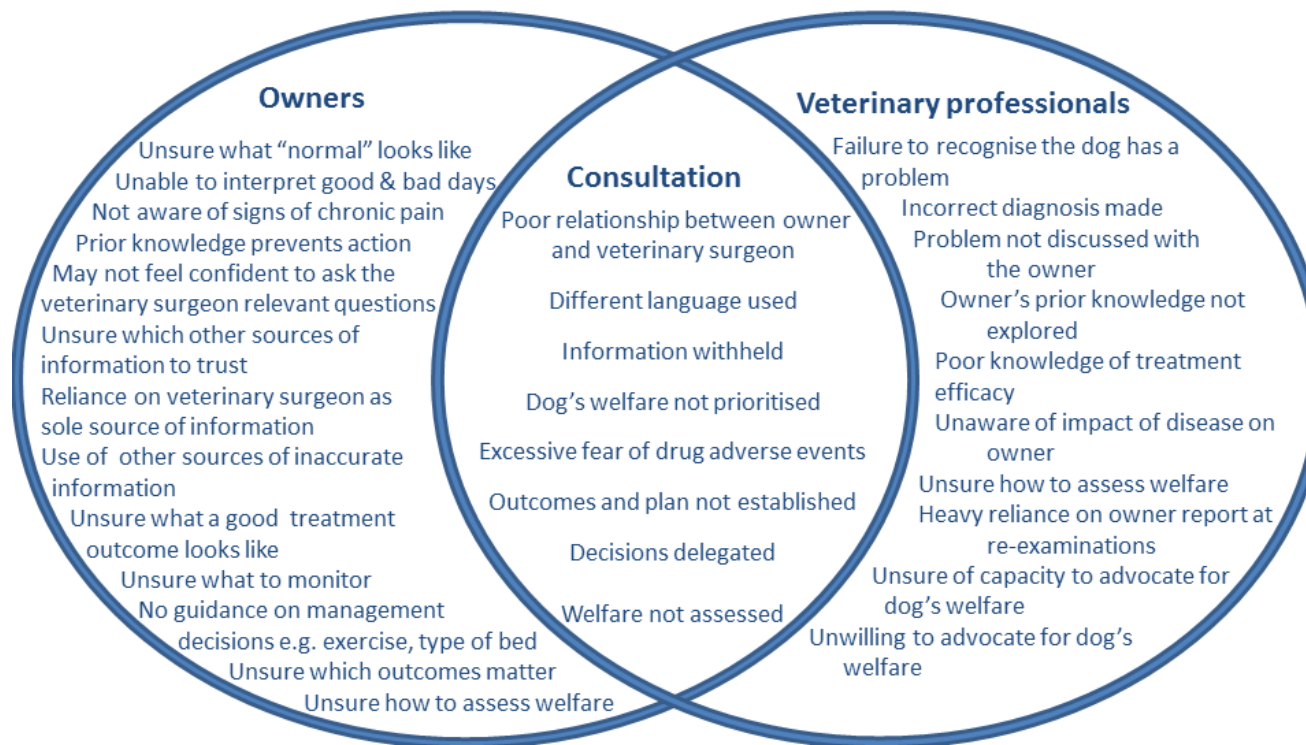 Owners
Unsure what “normal” looks like
Unable to interpret good & bad days
Not aware of signs of chronic pain
Prior knowledge prevents action
May not feel confident to ask the
veterinary surgeon relevant questions
Unsure which other sources of
information to trust
Reliance on veterinary surgeon as
sole source of information
Use of other sources of inaccurate
information
Unsure what a good treatment
outcome looks like
Unsure what to monitor
No guidance on management
decisions e.g. exercise, type of bed
Unsure which outcomes matter
Unsure how to assess welfare
Consultation
Poor relationship between owner
and veterinary surgeon
Different language used
Information withheld
Dog’s welfare not prioritised
Excessive fear of drug adverse events
Outcomes and plan not established
Decisions delegated
Welfare not assessed
Veterinary professionals
Failure to recognise the dog has a
problem
Incorrect diagnosis made
Problem not discussed with
the owner
Owner’s prior knowledge not
explored
Poor knowledge of treatment
efficacy
Unaware of impact of disease on
owner
Unsure how to assess welfare
Heavy reliance on owner report at
re-examinations
Unsure of capacity to advocate for
dog’s welfare
Unwilling to advocate for dog’s
welfare